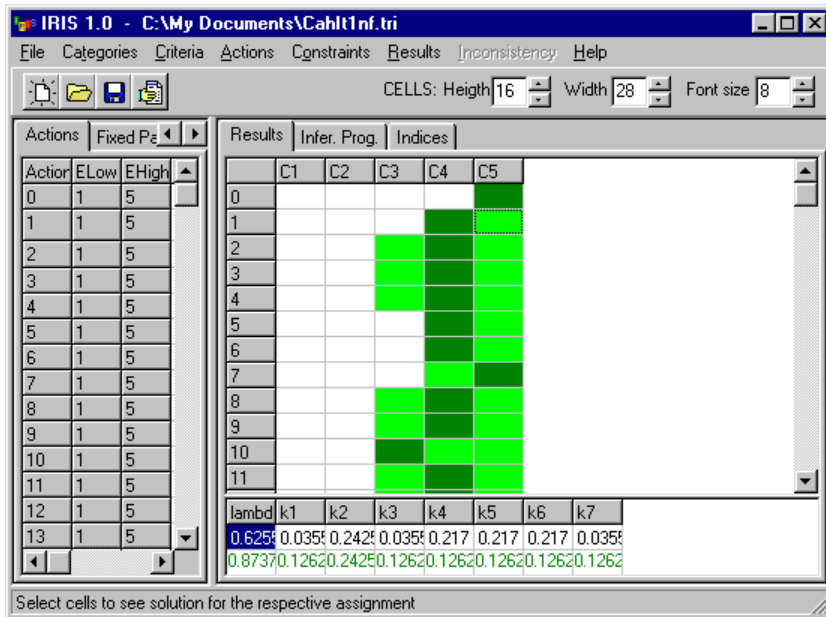 IRIS 1.0 - C:\My Documents\Cahlt1nf.tri
File Categories Criteria Actions Constraints Results Inconsistency Help
CELLS: Heigth 16 Width 28 Font size 8
Actions Fixed Pa
Action ELow EHigh
0 1 5
1 1 5
2 1 5
3 1 5
4 1 5
5 1 5
6 1 5
7 1 5
8 1 5
9 1 5
10 1 5
11 1 5
12 1 5
13 1 5
Results Infer. Prog. Indices
C1 C2 C3 C4 C5
0
1
2
3
4
5
6
7
8
9
10
11
lambd k1 k2 k3 k4 k5 k6 k7
0.6255 0.0355 0.2425 0.0355 0.217 0.217 0.217 0.0355
0.8737 0.1262 0.2425 0.1262 0.1262 0.1262 0.1262 0.1262
Select cells to see solution for the respective assignment